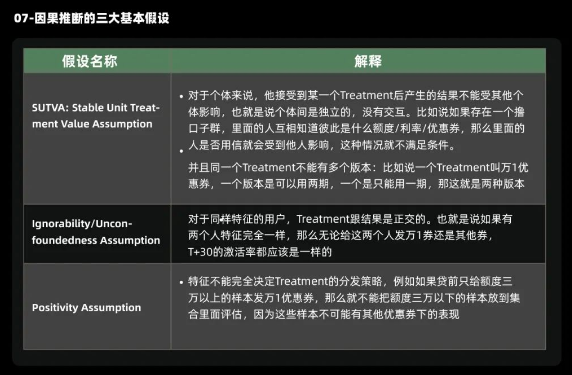 07-因果推断的三大基本假设
假设名称
解释
SUTVA: Stable Unit Treat-
ment Value Assumption
• 对于个体来说，他接受到某一个Treatment后产生的结果不能受其他个
体影响，也就是说个体间是独立的，没有交互。比如说如果存在一个撸
口子群，里面的人互相知道彼此是什么额度/利率/优惠券，那么里面的
人是否用信就会受到他人影响，这种情况就不满足条件。
•
并且同一个Treatment不能有多个版本：比如说一个Treatment叫万1优
惠券，一个版本是可以用两期，一个是只能用一期，那这就是两种版本
Ignorability/Uncon-
foundedness Assumption
对于同样特征的用户，Treatment跟结果是正交的。也就是说如果有
两个人特征完全一样，那么无论给这两个人发万1券还是其他券，
T+30的激活率都应该是一样的
Positivity Assumption
• 特征不能完全决定Treatment的分发策略，例如如果贷前只给额度三
万以上的样本发万1优惠券，那么就不能把额度三万以下的样本放到集
合里面评估，因为这些样本不可能有其他优惠券下的表现